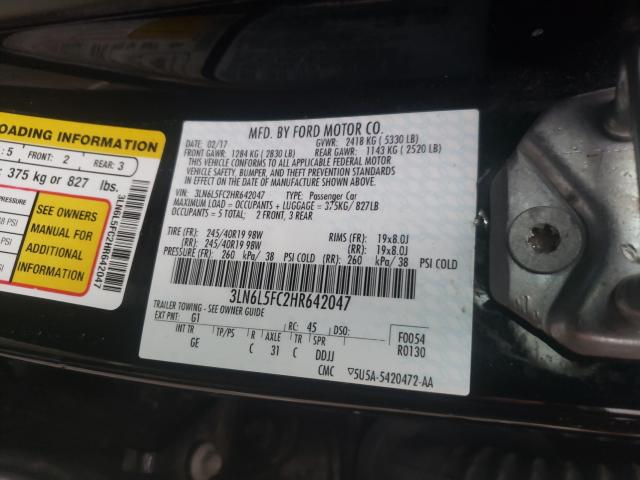 OADING INFORMATION
: 5 FRONT: 2 REAR: 3
: 375 kg or 827 lbs.
SEE OWNERS
MANUAL FOR
ADDITIONAL
INFORMATION
PSI
PSI
3LN6L5FC2HR642047
MFD. BY FORD MOTOR CO.
DATE: 02/17 GVWR: 2418 KG ( 5330 LB)
FRONT GAWR: 1284 KG ( 2830 LB) REAR GAWR: 1143 KG ( 2520 LB)
THIS VEHICLE CONFORMS TO ALL APPLICABLE FEDERAL MOTOR
VEHICLE SAFETY, BUMPER, AND THEFT PREVENTION STANDARDS IN
EFFECT ON THE DATE OF MANUFACTURE SHOWN ABOVE.
VIN: 3LN6L5FC2HR642047 TYPE: Passenger Car
MAXIMUM LOAD = OCCUPANTS + LUGGAGE = 375KG/ 827LB
OCCUPANTS = 5 TOTAL: 2 FRONT, 3 REAR
TIRE (FR): 245/40R19 98W RIMS (FR): 19x8.0J
(RR): 245/40R19 98W (RR): 19x8.0J
PRESSURE (FR): 260 kPa/ 38 PSI COLD (RR): 260 kPa/ 38 PSI COLD
3LN6L5FC2HR642047
TRAILER TOWING - SEE OWNER GUIDE
EXT PNT: G1 RC: 45 DSO: F0054
INT TR TP/PS R AXLE TR SPR R0130
GE C 31 C DDJJ
CMC 5U5A-5420472-AA